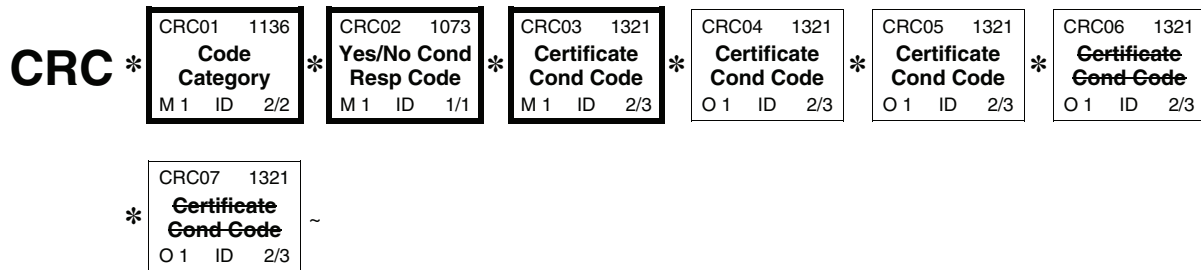 CRC * CRC01 1136 * CRC02 1073 * CRC03 1321 * CRC04 1321 * CRC05 1321 * CRC06 1321
Code Yes/No Cond Certificate Certificate Certificate Certificate
Category Resp Code Cond Code Cond Code Cond Code Cond Code
M 1 ID 2/2 M 1 ID 1/1 M 1 ID 2/3 O 1 ID 2/3 O 1 ID 2/3 O 1 ID 2/3
* CRC07 1321 ~
Certificate
Cond Code
O 1 ID 2/3